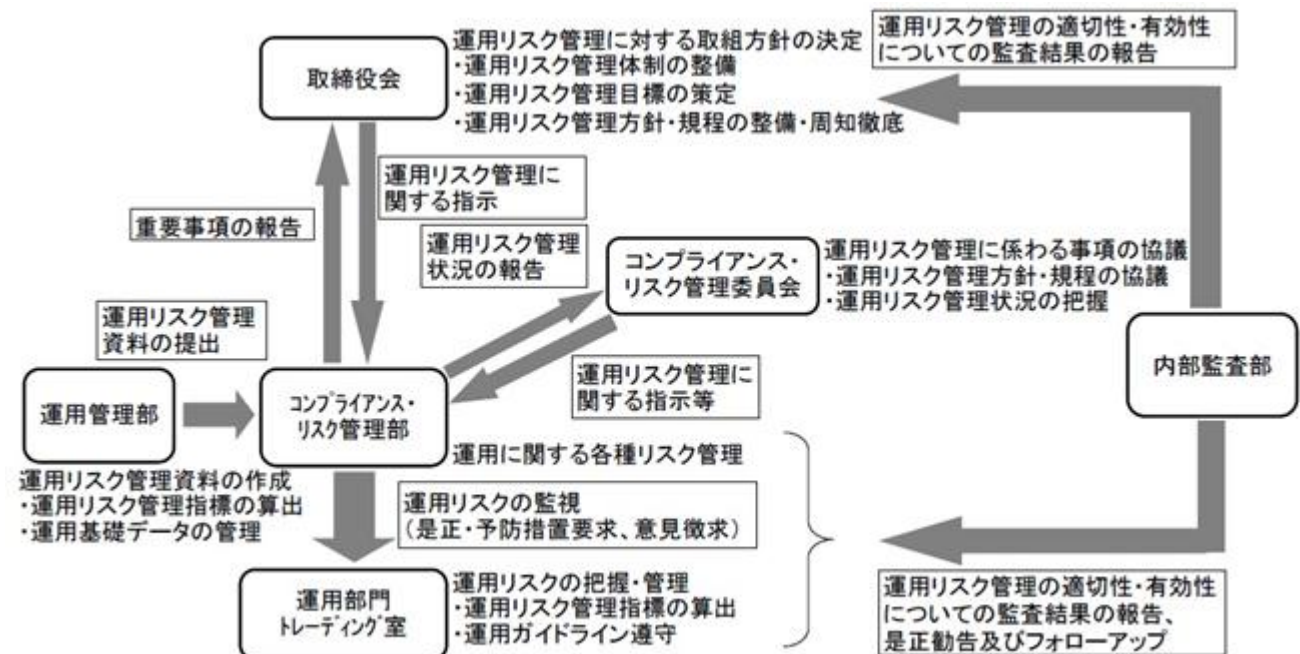 取締役会
運用リスク管理に対する取組方針の決定
・運用リスク管理体制の整備
・運用リスク管理目標の策定
・運用リスク管理方針・規程の整備・周知徹底
運用リスク管理の適切性・有効性
についての監査結果の報告
重要事項の報告
運用リスク管理に
関する指示
運用リスク管理
状況の報告
コンプライアンス・
リスク管理委員会
運用リスク管理に係わる事項の協議
・運用リスク管理方針・規程の協議
・運用リスク管理状況の把握
運用リスク管理
資料の提出
内部監査部
運用管理部
コンプライアンス・
リスク管理部
運用リスク管理に
関する指示等
運用に関する各種リスク管理
運用リスク管理資料の作成
・運用リスク管理指標の算出
・運用基礎データの管理
運用リスクの監視
(是正・予防措置要求、意見徴求)
運用部門
トレーディング室
運用リスクの把握・管理
・運用リスク管理指標の算出
・運用ガイドライン遵守
運用リスク管理の適切性・有効性
についての監査結果の報告、
是正勧告及びフォローアップ